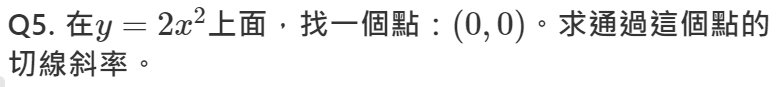 Q5. 在y = 2x²上面，找一個點：(0, 0)。求通過這個點的
切線斜率。